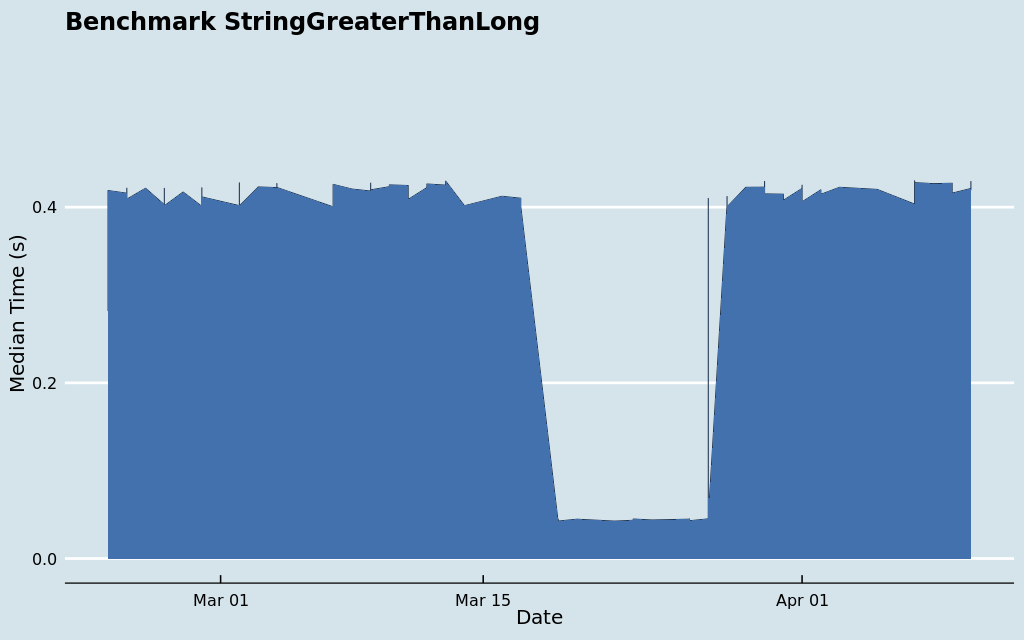 Benchmark StringGreaterThanLong
Median Time (s)
0.4
0.2
0.0
Mar 01
Mar 15
Apr 01
Date